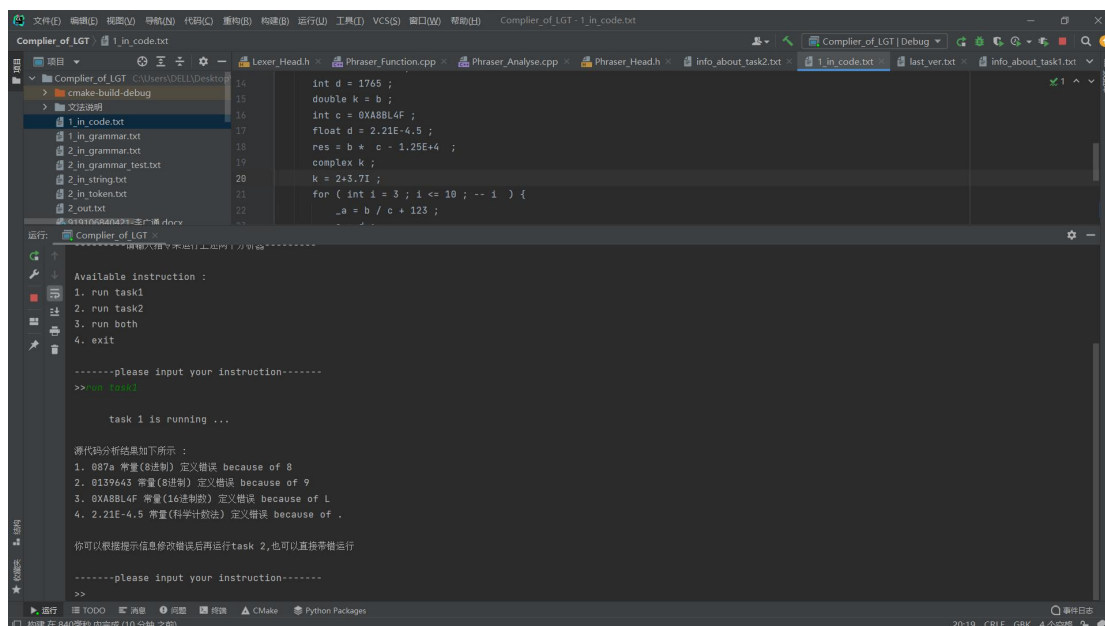 文件(F) 编辑(E) 视图(V) 导航(N) 代码(C) 重构(R) 构建(B) 运行(U) 工具(T) VCS(S) 窗口(W) 帮助(H) Complier_of_LGT - 1_in_code.txt
Complier_of_LGT 1_in_code.txt Complier_of_LGT | Debug
项目 Lexer_Head.h Phraser_Function.cpp Phraser_Analyse.cpp Phraser_Head.h info_about_task2.txt 1_in_code.txt last_ver.txt info_about_task1.txt
Complier_of_LGT C:\Users\DELL\Desktop 14 int d = 1765 ; 1
cmake-build-debug 15 double k = b ;
文法说明 16 int c = 0XA8BL4F ;
1_in_code.txt 17 float d = 2.21E-4.5 ;
1_in_grammar.txt 18 res = b * c - 1.25E+4 ;
2_in_grammar.txt 19 complex k ;
2_in_grammar_test.txt 20 k = 2+3.7I ;
2_in_string.txt 21 for ( int i = 3 ; i <= 10 ; -- i ) {
2_in_token.txt 22 _a = b / c + 123 ;
2_out.txt
运行: Complier_of_LGT
Available instruction :
1. run task1
2. run task2
3. run both
4. exit
-------please input your instruction-------
>>run task1
task 1 is running ...
源代码分析结果如下所示 :
1. 087a 常量(8进制) 定义错误 because of 8
2. 0139643 常量(8进制) 定义错误 because of 9
3. 0XA8BL4F 常量(16进制数) 定义错误 because of L
4. 2.21E-4.5 常量(科学计数法) 定义错误 because of .
你可以根据提示信息修改错误后再运行task 2,也可以直接带错运行
-------please input your instruction-------
>>
结构
收藏夹
运行 TODO 消息 问题 终端 CMake Python Packages 事件日志
20:19 CRLF GBK 4个空格